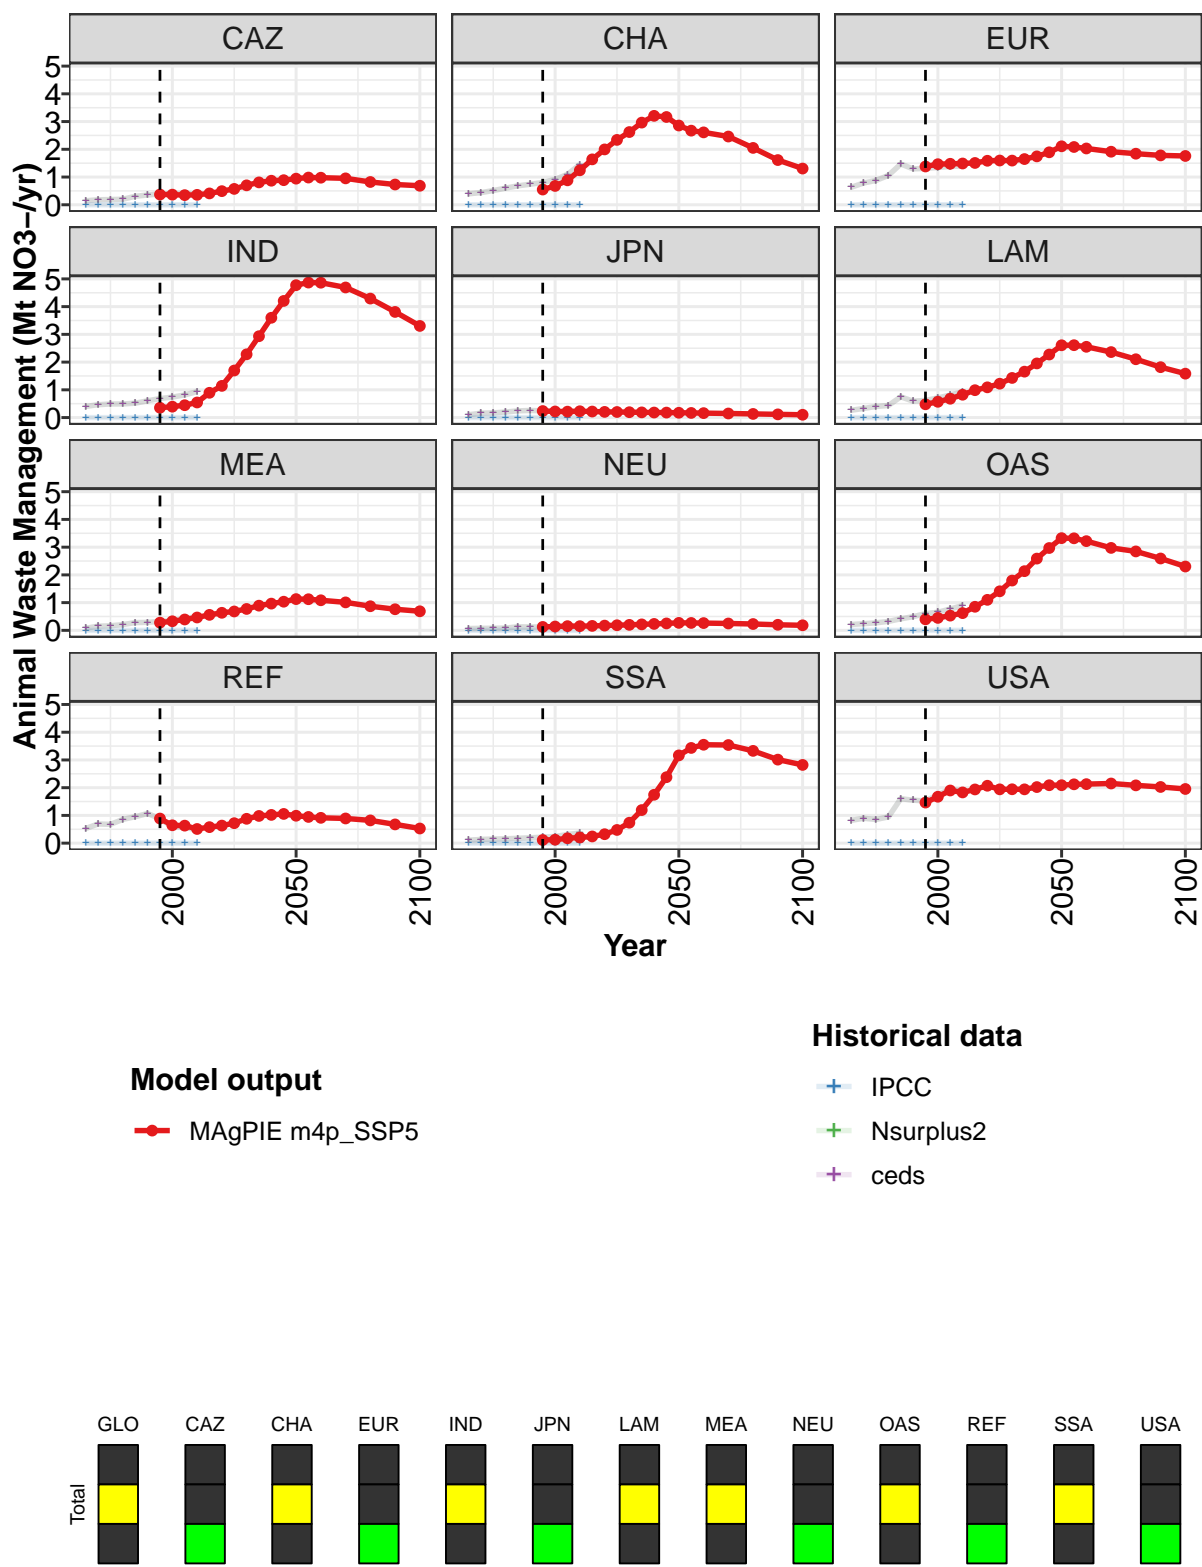 CAZ CHA EUR
5
4
3
2
1
0
IND JPN LAM
5
4
3
2
1
0
MEA NEU OAS
5
4
3
2
1
0
REF SSA USA
5
4
3
2
1
0
Animal Waste Management (Mt NO3−/yr)
2000 2050 2100 2000 2050 2100 2000 2050 2100
Year
Model output
MAgPIE m4p_SSP5
Historical data
IPCC
Nsurplus2
ceds
GLO CAZ CHA EUR IND JPN LAM MEA NEU OAS REF SSA USA
Total